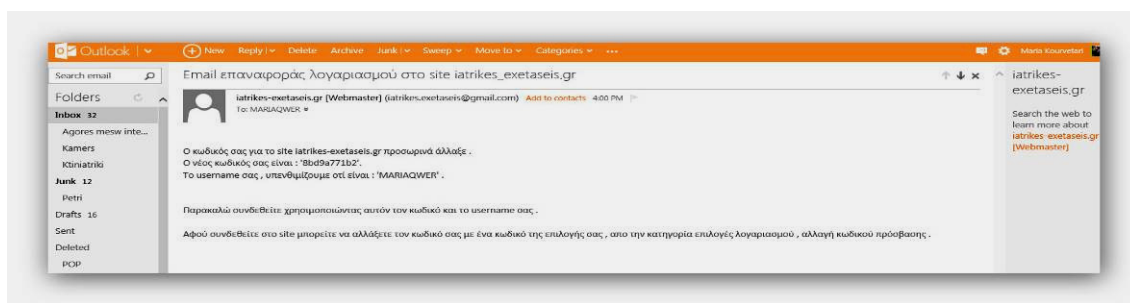 Outlook
New Reply Delete Archive Junk Sweep Move to Categories ... Maria Kourvetari
Search email
Folders
Inbox 32
Agores mesw inte...
Kamers
Ktiniatriki
Junk 12
Petri
Drafts 16
Sent
Deleted
POP
Email επαναφοράς λογαριασμού στο site iatrikes_exetaseis.gr
iatrikes-exetaseis.gr [Webmaster] (iatrikes.exetaseis@gmail.com) Add to contacts 4:00 PM
To: MARIAQWER
Ο κωδικός σας για το site iatrikes-exetaseis.gr προσωρινά άλλαξε .
Ο νέος κωδικός σας είναι : '8bd9a771b2'.
Το username σας , υπενθιμίζουμε οτί είναι : 'MARIAQWER' .
Παρακαλώ συνδεθείτε χρησιμοποιώντας αυτόν τον κωδικό και το username σας .
Αφού συνδεθείτε στο site μπορείτε να αλλάξετε τον κωδικό σας με ένα κωδικό της επιλογής σας , απο την κατηγορία επιλογές λογαριασμού , αλλαγή κωδικού πρόσβασης .
iatrikes-
exetaseis.gr
Search the web to
learn more about
iatrikes-exetaseis.gr
[Webmaster]